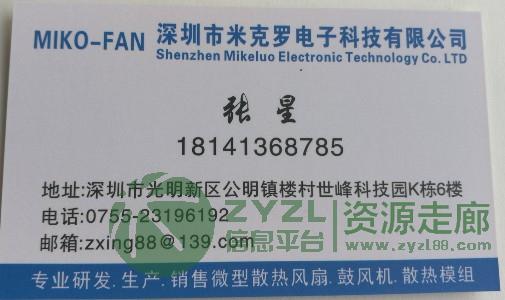 MIKO-FAN 深圳市米克罗电子科技有限公司
Shenzhen Mikeluo Electronic Technology Co. LTD
张星
18141368785
地址:深圳市光明新区公明镇楼村世峰科技园K栋6楼
电话:0755-23196192
邮箱:zxing88@139.com
ZYZL 资源走廊
信息平台 www.zyzl88.com
专业研发.生产.销售微型散热风扇.鼓风机.散热模组